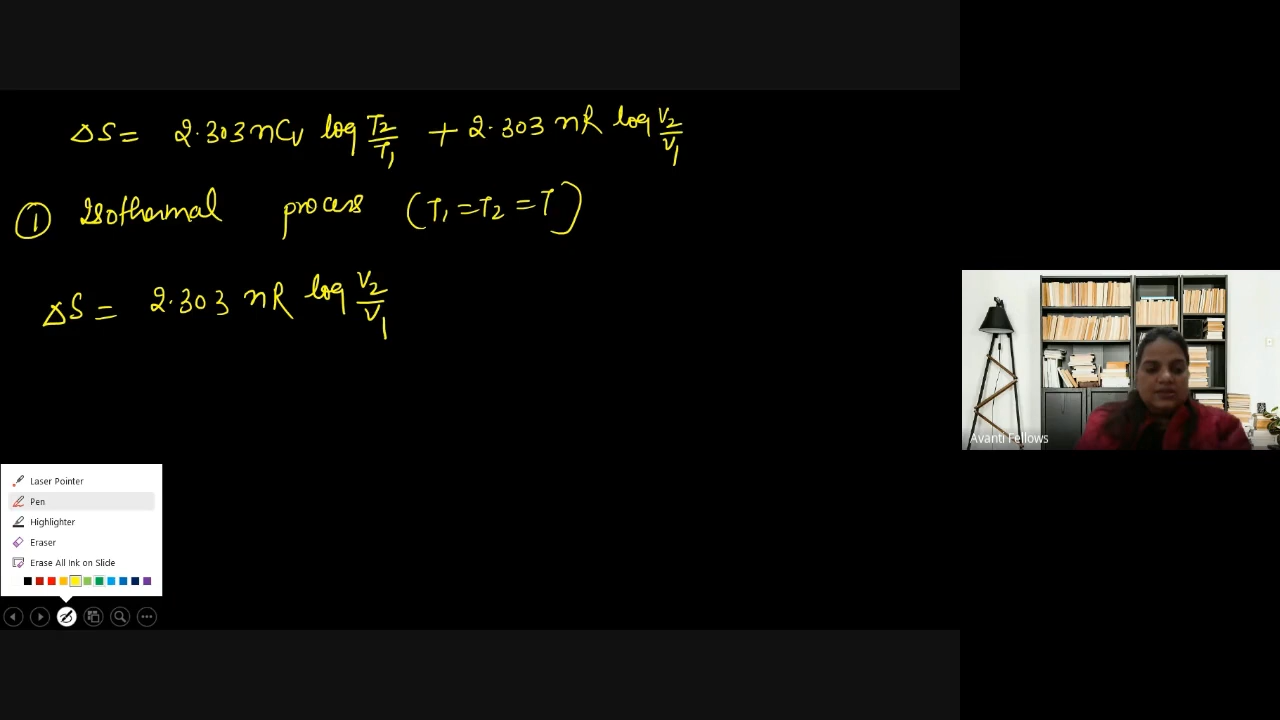 ΔS = 2.303 nCv log T2/T1 + 2.303 nR log V2/V1
① Isothermal process (T1 = T2 = T)
ΔS = 2.303 nR log V2/V1
Avanti Fellows
Laser Pointer
Pen
Highlighter
Eraser
Erase All Ink on Slide